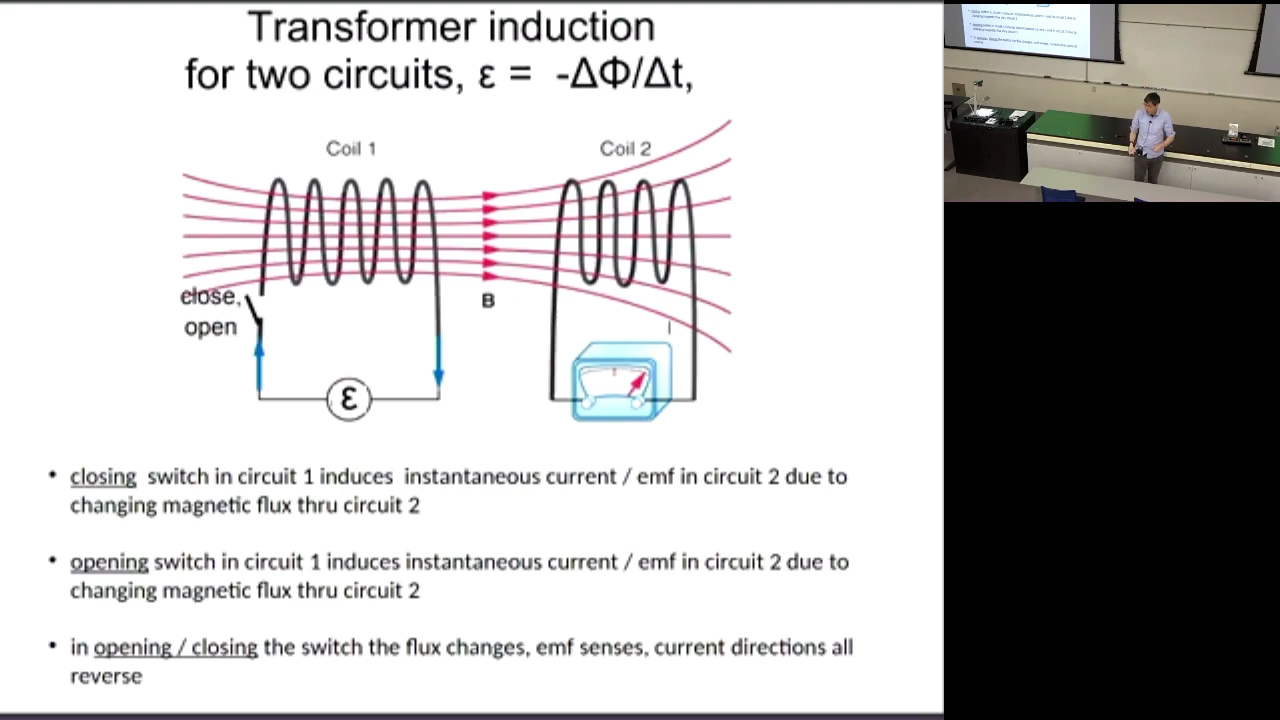 Transformer induction
for two circuits, ε = -ΔΦ/Δt,
Coil 1
Coil 2
close,
open
B
I
ε
• closing switch in circuit 1 induces instantaneous current / emf in circuit 2 due to
changing magnetic flux thru circuit 2
• opening switch in circuit 1 induces instantaneous current / emf in circuit 2 due to
changing magnetic flux thru circuit 2
• in opening / closing the switch the flux changes, emf senses, current directions all
reverse